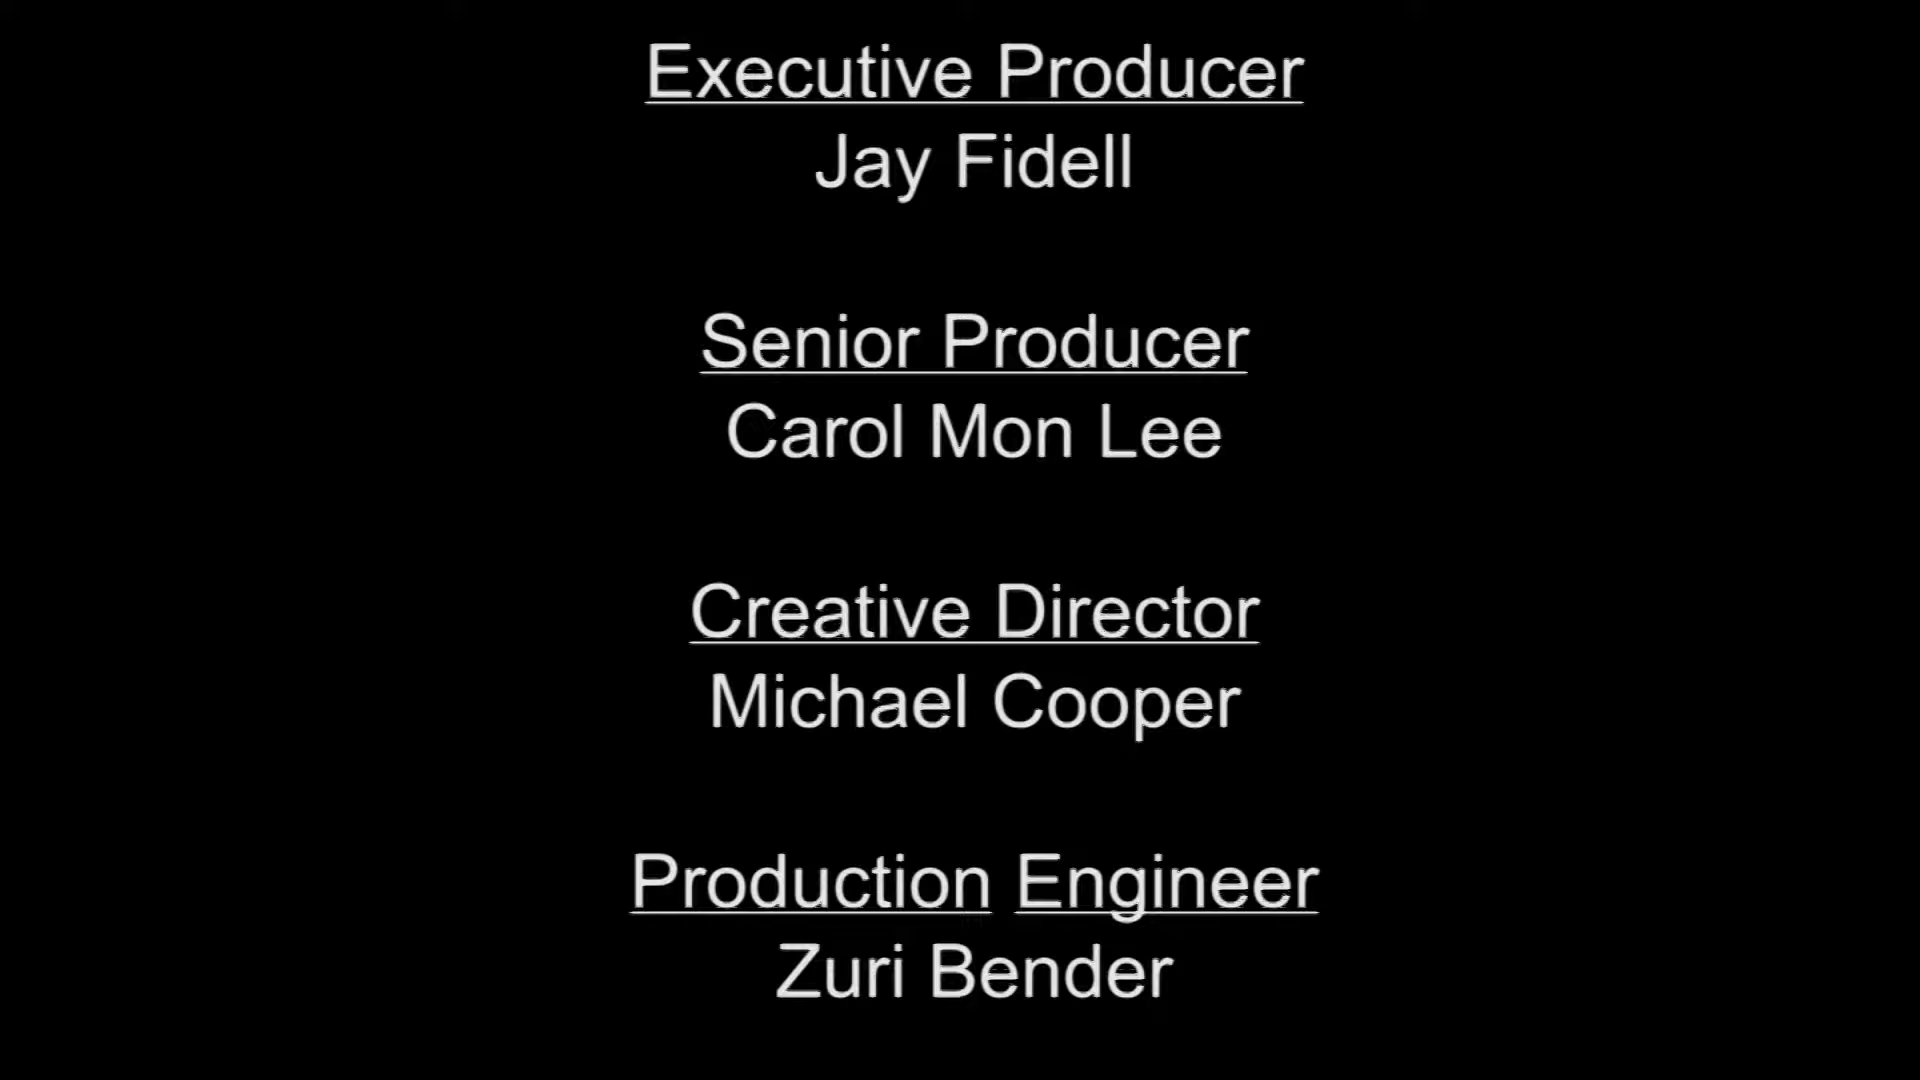 Executive Producer
Jay Fidell
Senior Producer
Carol Mon Lee
Creative Director
Michael Cooper
Production Engineer
Zuri Bender